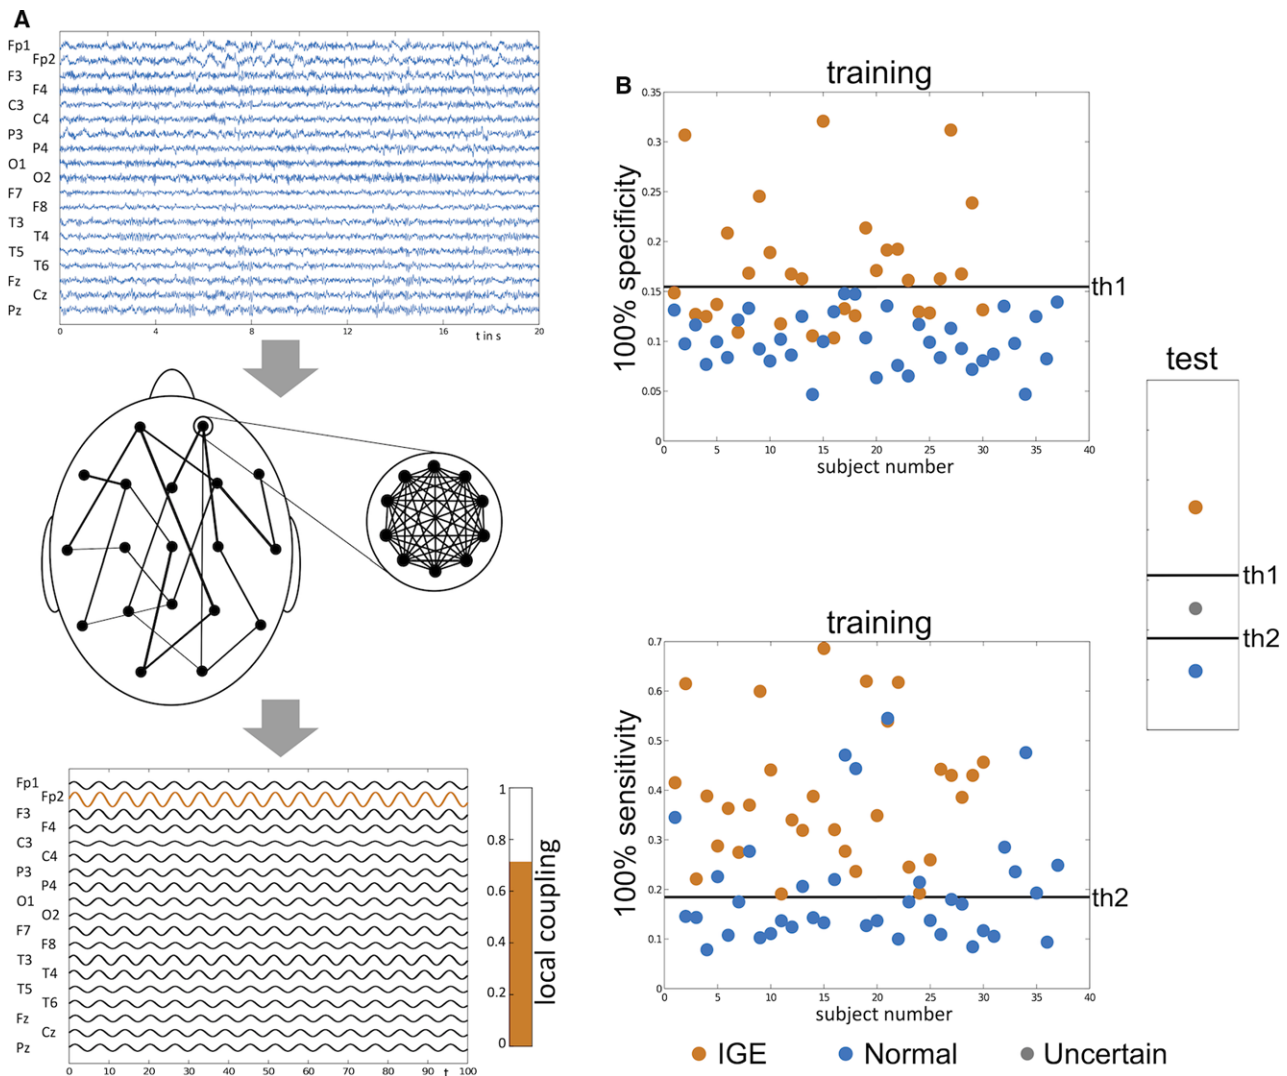 A
Fp1
Fp2
F3
F4
C3
C4
P3
P4
O1
O2
F7
F8
T3
T4
T5
T6
Fz
Cz
Pz
0 4 8 12 16 20
t in s
Fp1
Fp2
F3
F4
C3
C4
P3
P4
O1
O2
F7
F8
T3
T4
T5
T6
Fz
Cz
Pz
0 10 20 30 40 50 60 70 80 90 100
t
1
0.8
0.6
0.4
0.2
0
local coupling
B
training
0.35
0.3
0.25
0.2
0.15
0.1
0.05
0
100% specificity
th1
0 5 10 15 20 25 30 35 40
subject number
training
0.7
0.6
0.5
0.4
0.3
0.2
0.1
0
100% sensitivity
th2
0 5 10 15 20 25 30 35 40
subject number
test
th1
th2
IGE Normal Uncertain